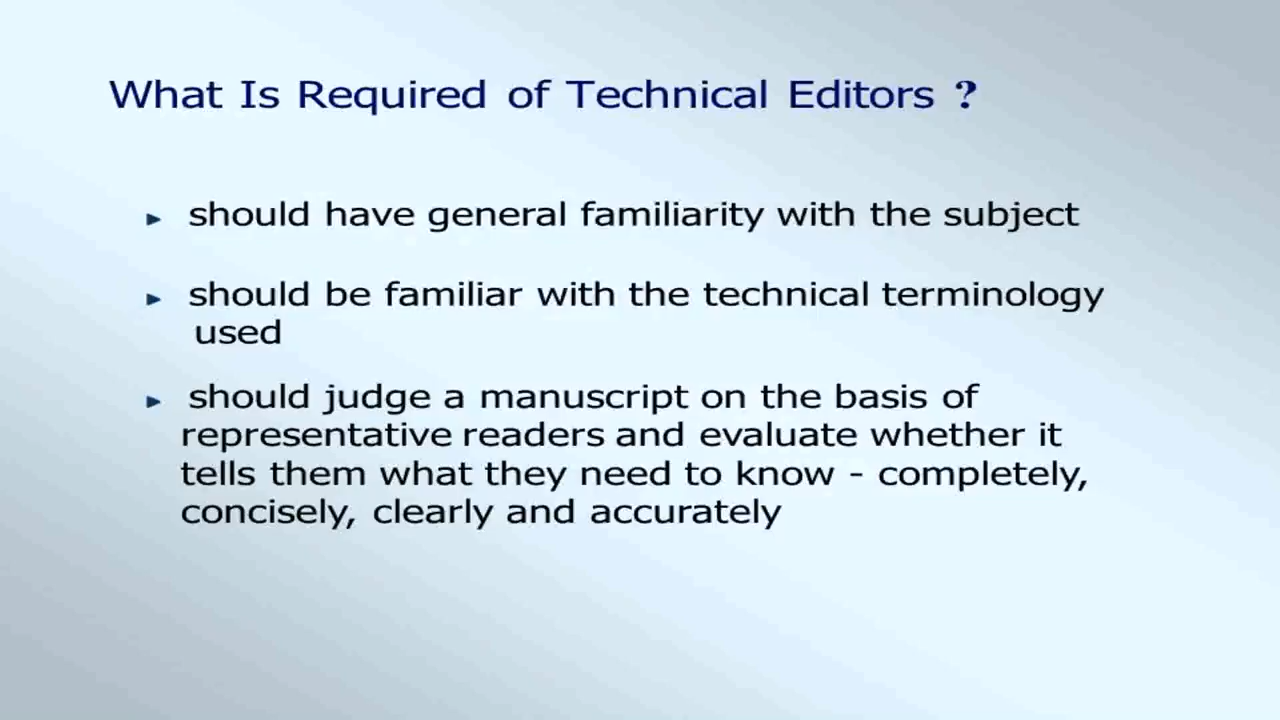 What Is Required of Technical Editors ?
► should have general familiarity with the subject
► should be familiar with the technical terminology
used
► should judge a manuscript on the basis of
representative readers and evaluate whether it
tells them what they need to know - completely,
concisely, clearly and accurately